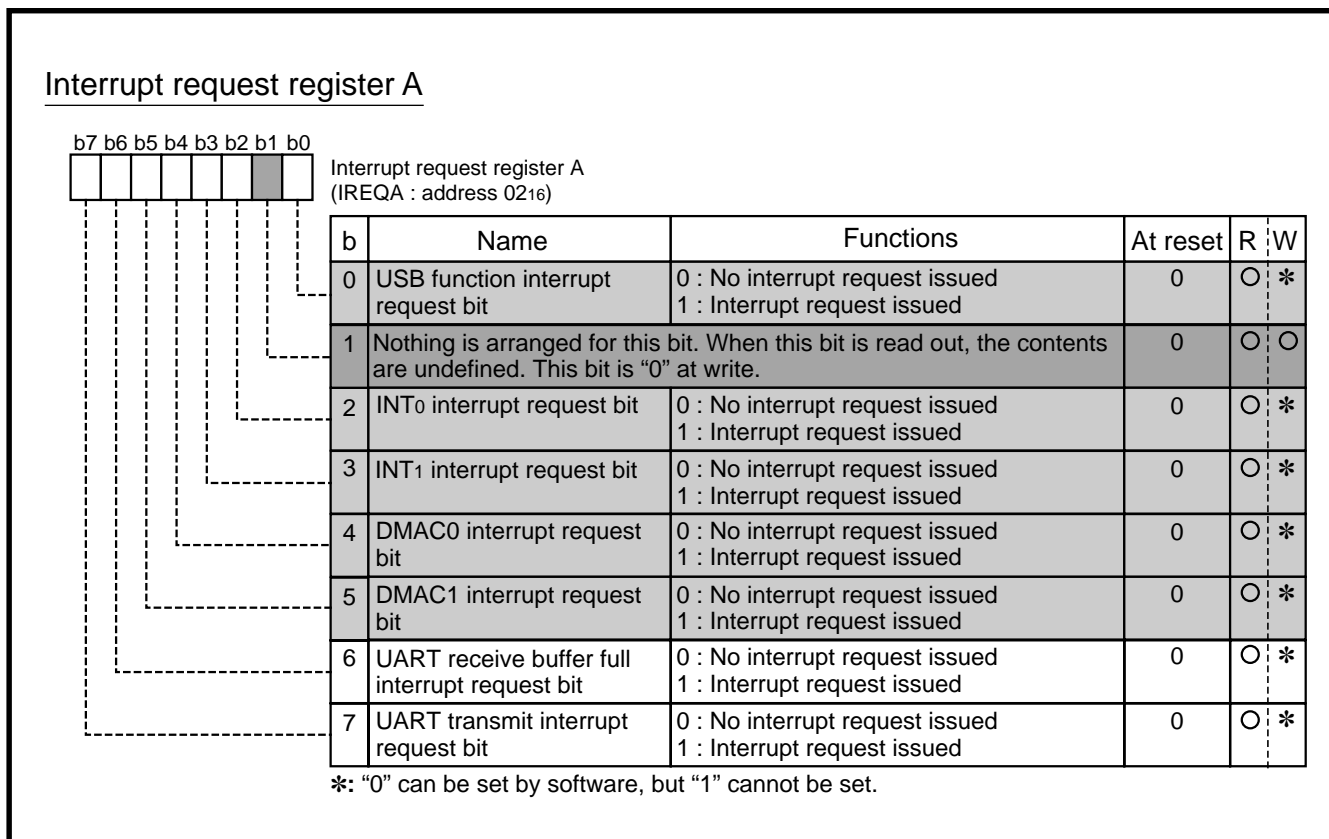 Interrupt request register A
b7 b6 b5 b4 b3 b2 b1 b0
Interrupt request register A
(IREQA : address 0216)
b Name Functions At reset R W
0 USB function interrupt 0 : No interrupt request issued 0 O ✻
request bit 1 : Interrupt request issued
1 Nothing is arranged for this bit. When this bit is read out, the contents 0 O O
are undefined. This bit is “0” at write.
2 INT0 interrupt request bit 0 : No interrupt request issued 0 O ✻
1 : Interrupt request issued
3 INT1 interrupt request bit 0 : No interrupt request issued 0 O ✻
1 : Interrupt request issued
4 DMAC0 interrupt request 0 : No interrupt request issued 0 O ✻
bit 1 : Interrupt request issued
5 DMAC1 interrupt request 0 : No interrupt request issued 0 O ✻
bit 1 : Interrupt request issued
6 UART receive buffer full 0 : No interrupt request issued 0 O ✻
interrupt request bit 1 : Interrupt request issued
7 UART transmit interrupt 0 : No interrupt request issued 0 O ✻
request bit 1 : Interrupt request issued
✻: “0” can be set by software, but “1” cannot be set.